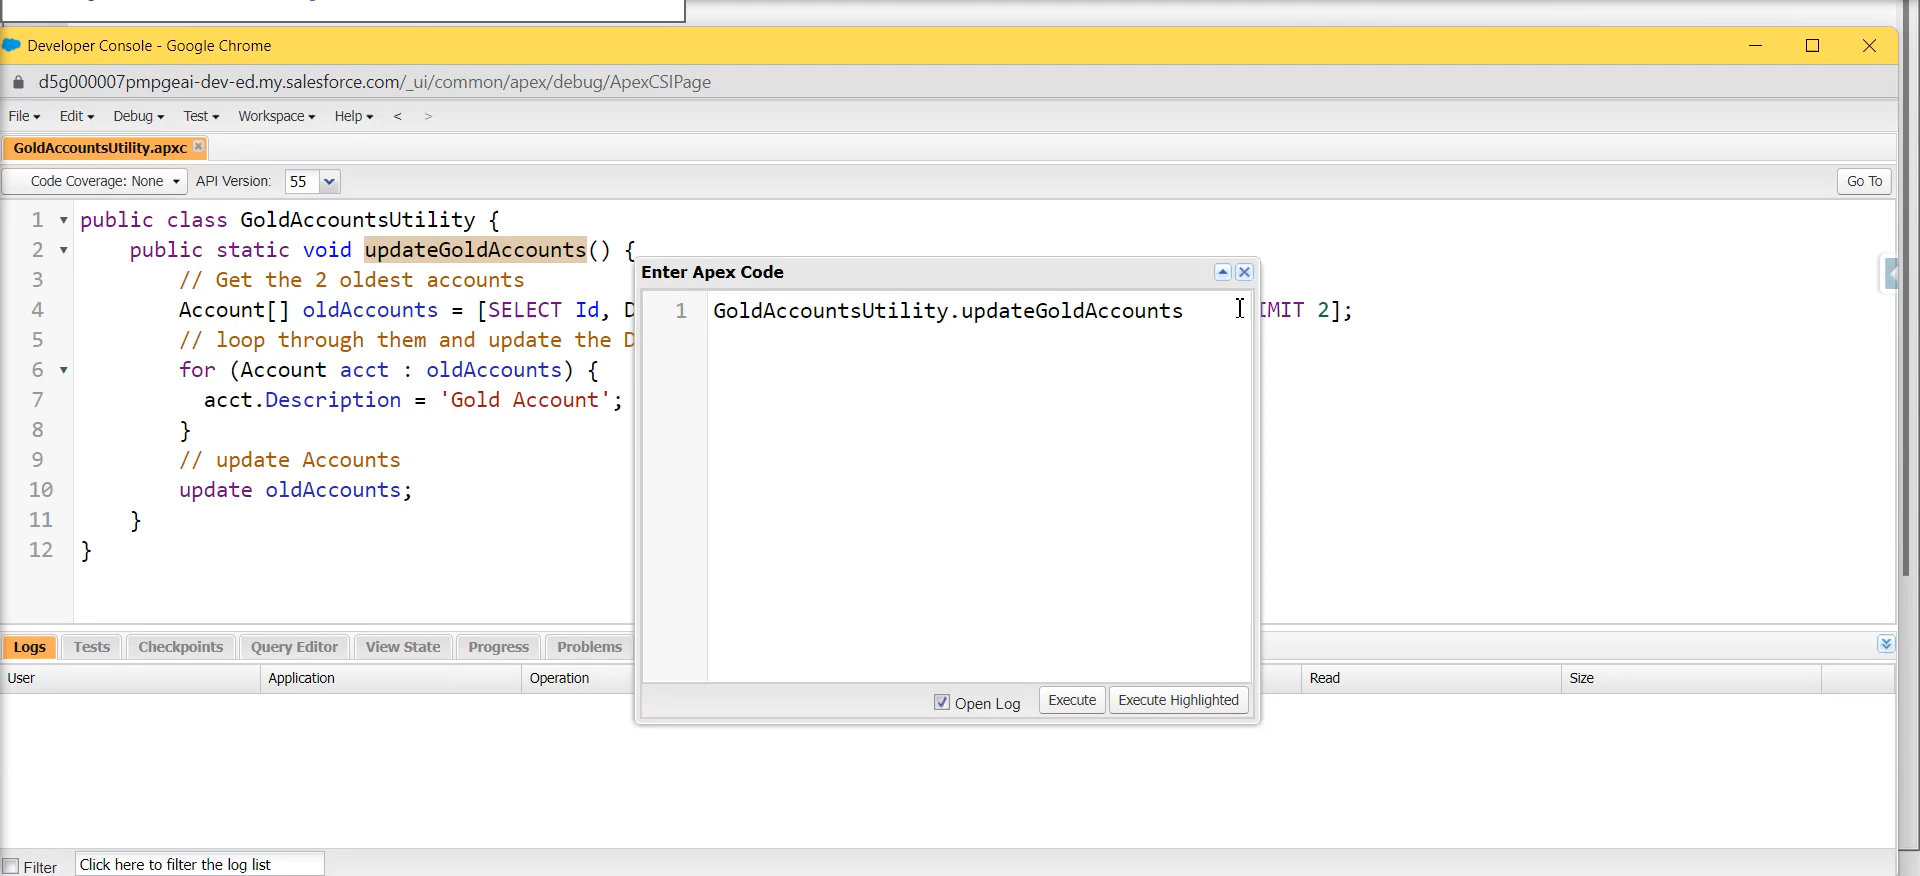 Developer Console - Google Chrome
d5g000007pmpgeai-dev-ed.my.salesforce.com/_ui/common/apex/debug/ApexCSIPage
File Edit Debug Test Workspace Help < >
GoldAccountsUtility.apxc
Code Coverage: None API Version: 55 Go To
1 public class GoldAccountsUtility {
2 public static void updateGoldAccounts() {
3 // Get the 2 oldest accounts
4 Account[] oldAccounts = [SELECT Id, D IMIT 2];
5 // loop through them and update the D
6 for (Account acct : oldAccounts) {
7 acct.Description = 'Gold Account';
8 }
9 // update Accounts
10 update oldAccounts;
11 }
12 }
Enter Apex Code
1 GoldAccountsUtility.updateGoldAccounts
Open Log Execute Execute Highlighted
Logs Tests Checkpoints Query Editor View State Progress Problems
User Application Operation Read Size
Filter Click here to filter the log list